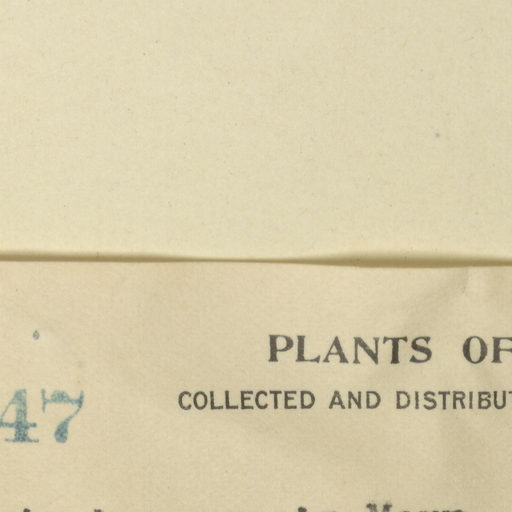 PLANTS OF
47
COLLECTED AND DISTRIBUT